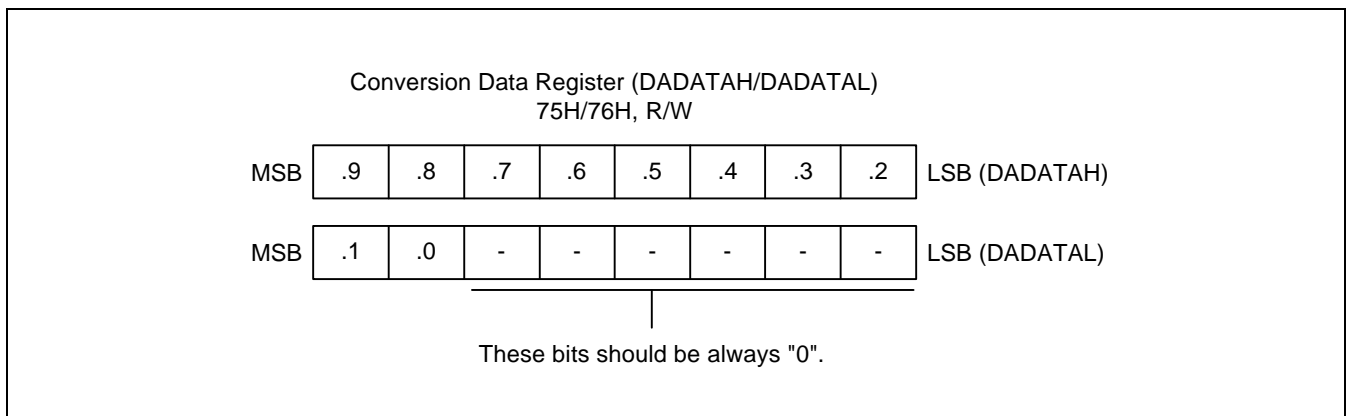 Conversion Data Register (DADATAH/DADATAL)
75H/76H, R/W
MSB .9 .8 .7 .6 .5 .4 .3 .2 LSB (DADATAH)
MSB .1 .0 - - - - - - LSB (DADATAL)
These bits should be always "0".